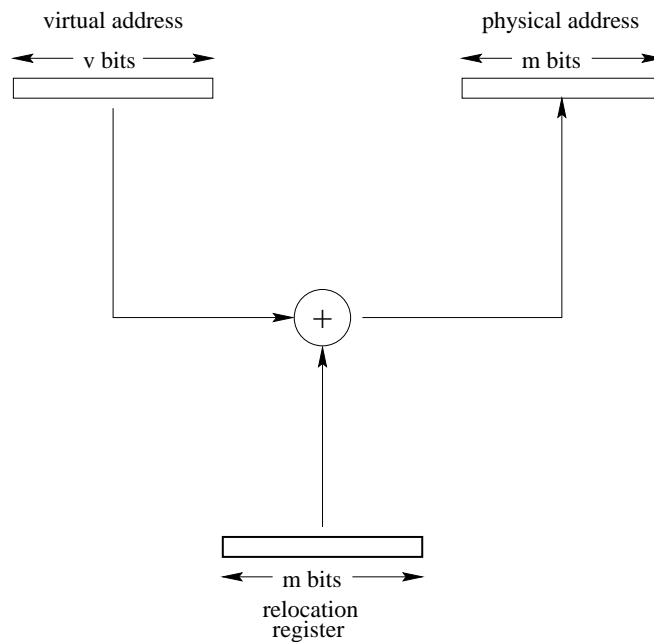 virtual address
physical address
v bits
m bits
+
m bits
relocation
register